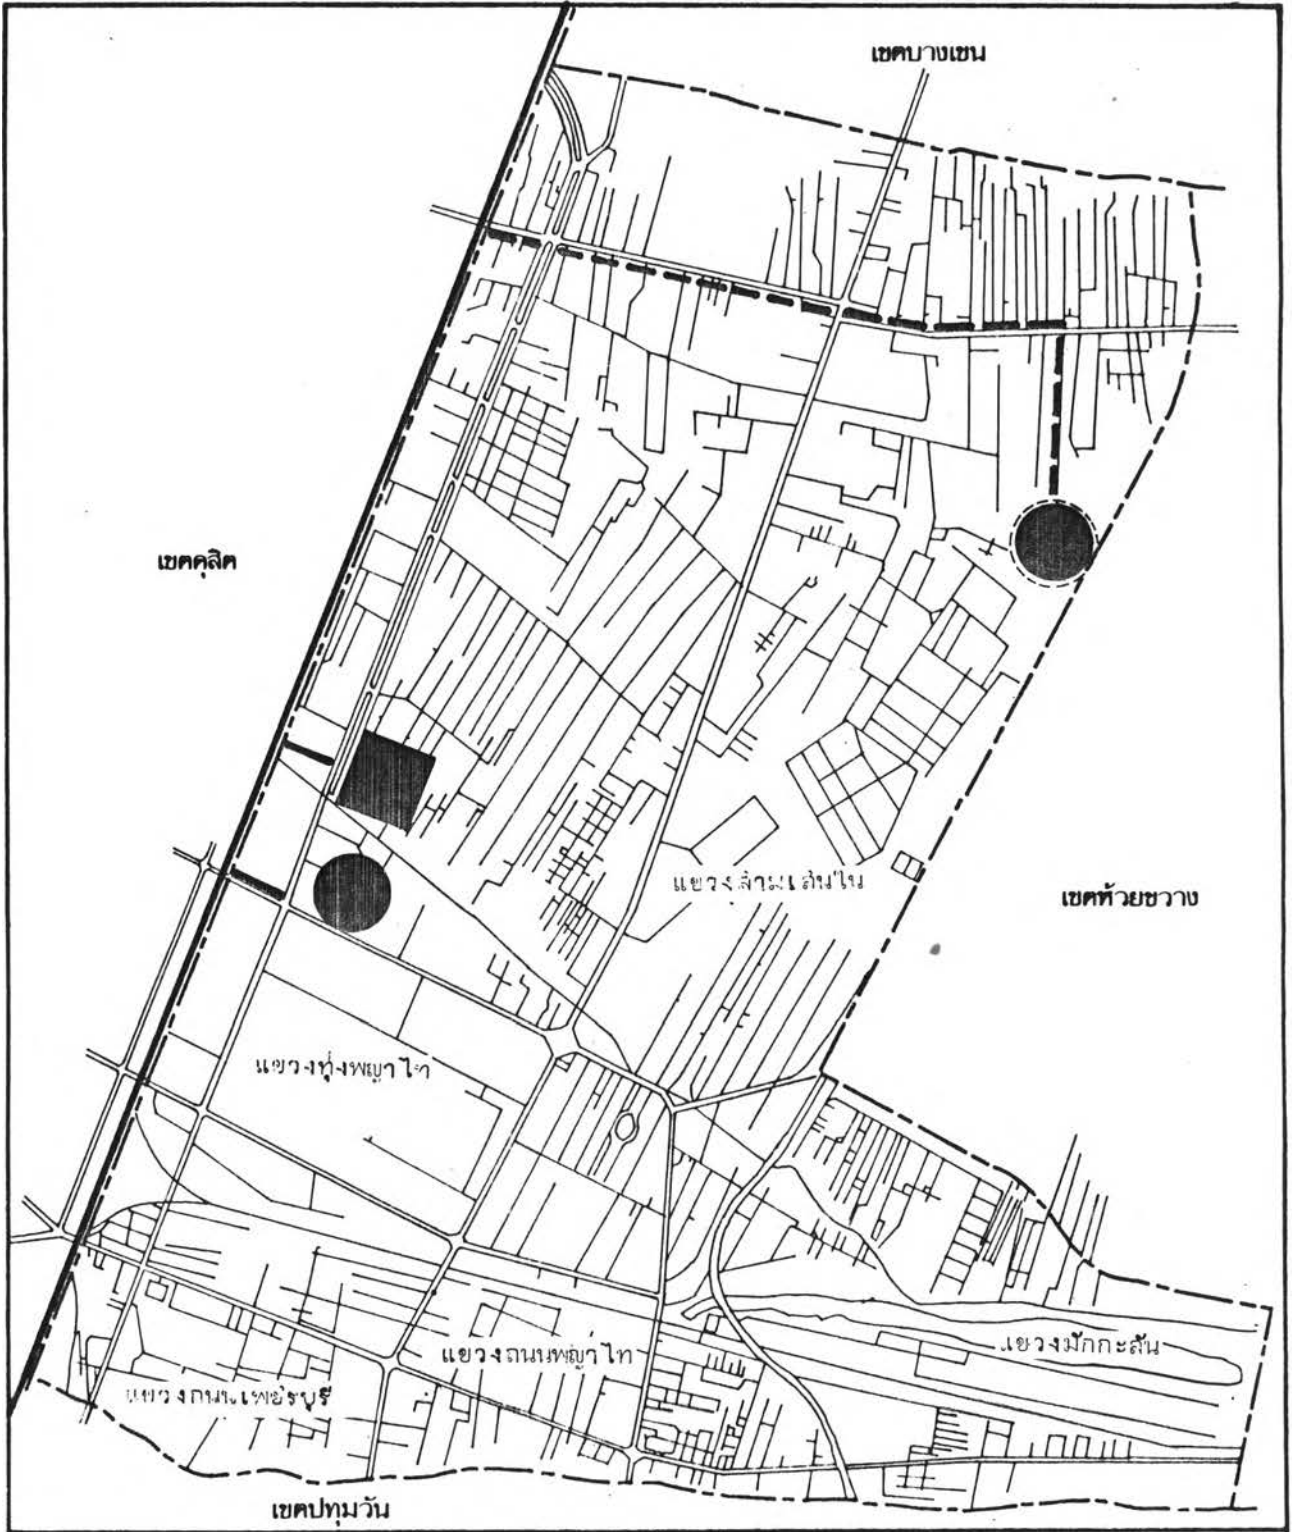 เขตบางเขน
เขตดุสิต
แขวงสามเสนใน
เขตห้วยขวาง
แขวงทุ่งพญาไท
แขวงถนนพญาไท
แขวงมักกะสัน
แขวงถนนเพชรบุรี
เขตปทุมวัน